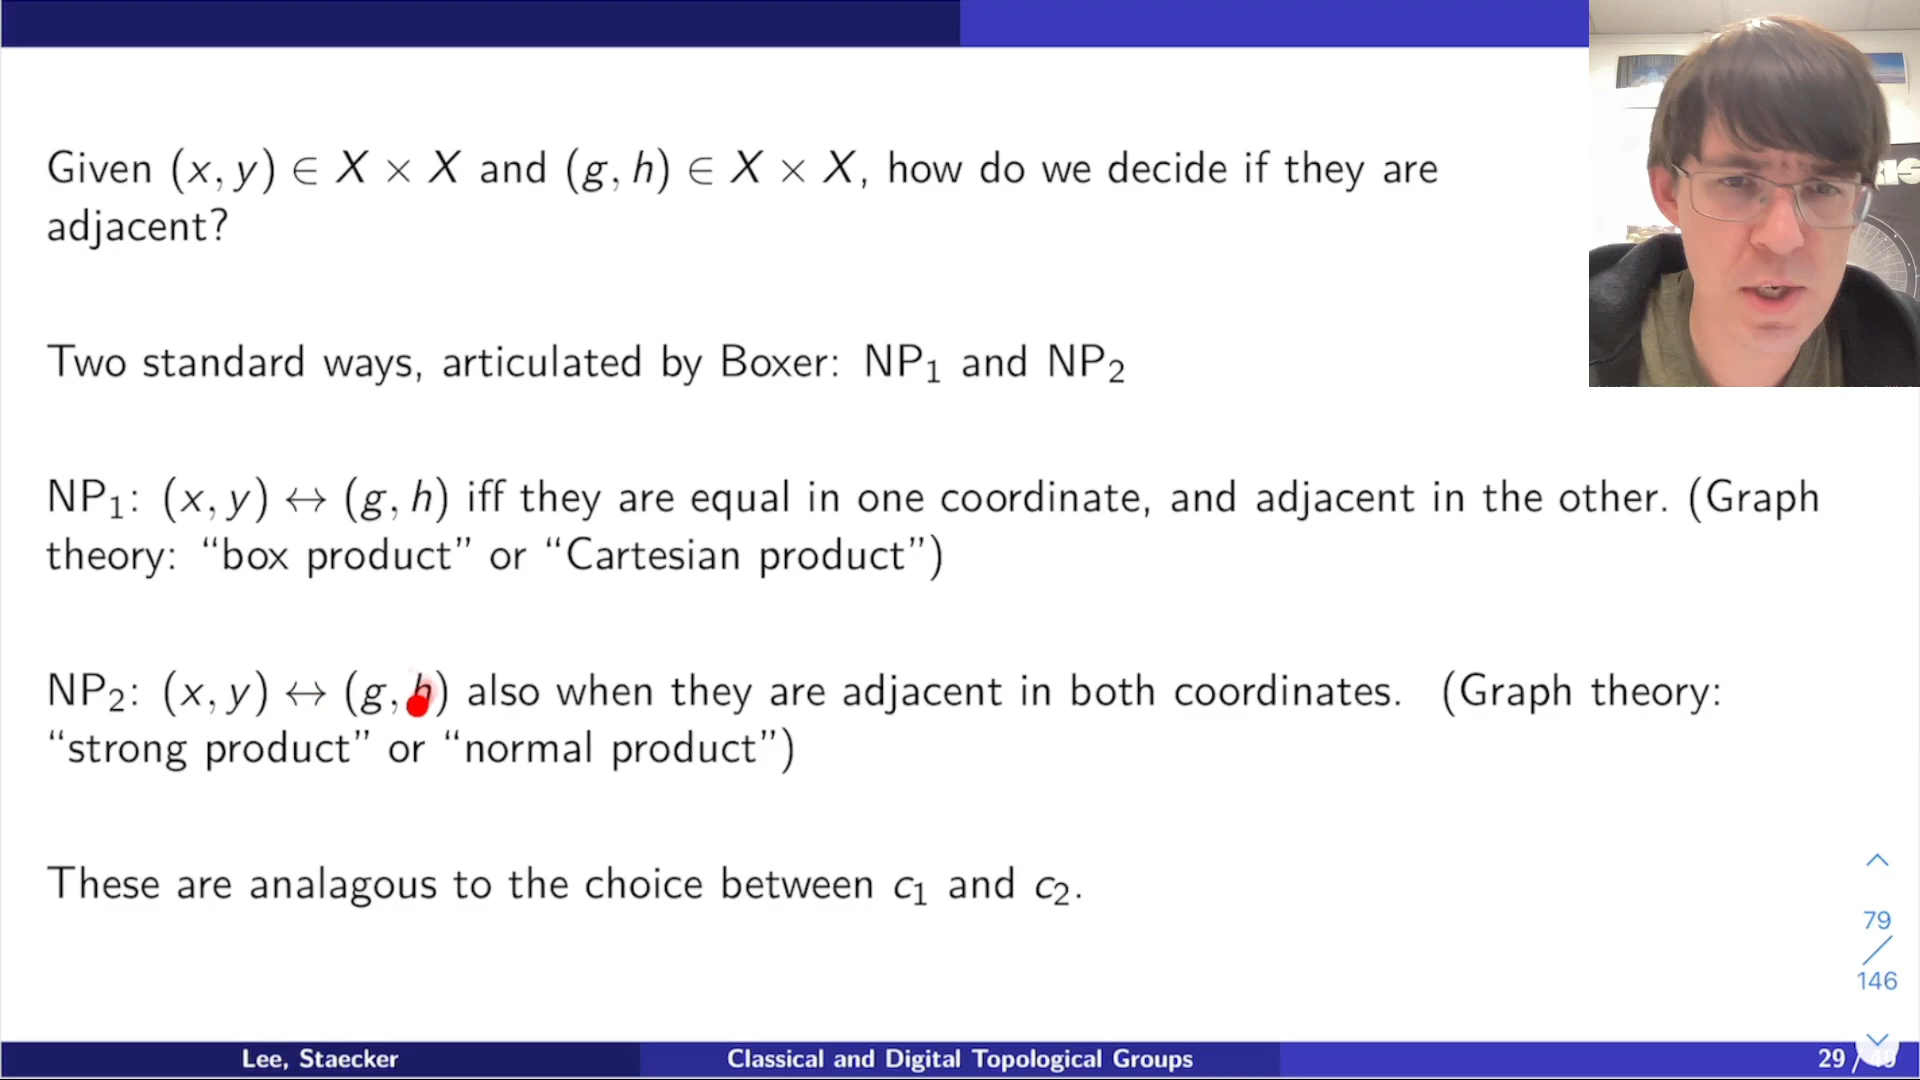 Given (x, y) ∈ X × X and (g, h) ∈ X × X, how do we decide if they are
adjacent?
Two standard ways, articulated by Boxer: NP₁ and NP₂
NP₁: (x, y) ↔ (g, h) iff they are equal in one coordinate, and adjacent in the other. (Graph
theory: “box product” or “Cartesian product”)
NP₂: (x, y) ↔ (g, h) also when they are adjacent in both coordinates. (Graph theory:
“strong product” or “normal product”)
These are analagous to the choice between c₁ and c₂.
79
/
146
Lee, Staecker
Classical and Digital Topological Groups
29 /